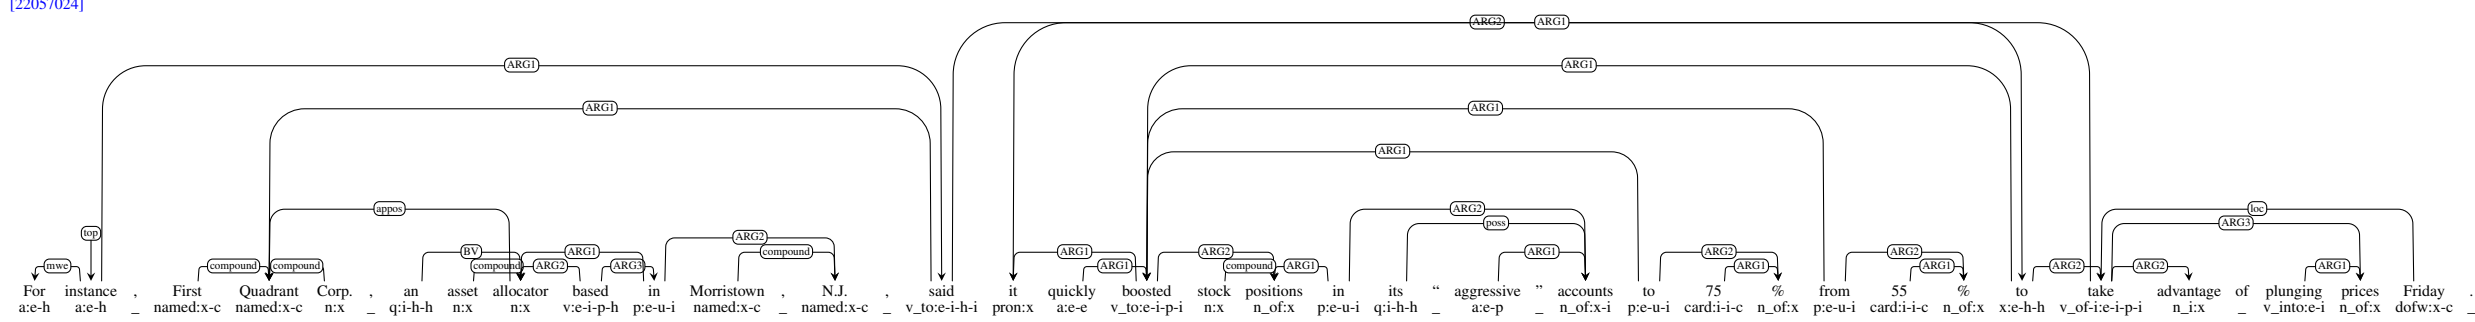 [22057024]
ARG2 ARG1
ARG1 ARG1
ARG1 ARG1
ARG1
appos ARG2 loc
poss ARG3
top ARG2
BV ARG1 compound ARG1 ARG2 ARG1 ARG2 ARG2
mwe compound compound compound ARG2 ARG3 ARG1 compound ARG1 ARG1 ARG1 ARG2 ARG2 ARG1
For instance , First Quadrant Corp. , an asset allocator based in Morristown , N.J. , said it quickly boosted stock positions in its “ aggressive ” accounts to 75 % from 55 % to take advantage of plunging prices Friday .
a:e-h a:e-h _ named:x-c named:x-c n:x _ q:i-h-h n:x n:x v:e-i-p-h p:e-u-i named:x-c _ named:x-c _ v_to:e-i-h-i pron:x a:e-e v_to:e-i-p-i n:x n_of:x p:e-u-i q:i-h-h _ a:e-p _ n_of:x-i p:e-u-i card:i-i-c n_of:x p:e-u-i card:i-i-c n_of:x x:e-h-h v_of-i:e-i-p-i n_i:x _ v_into:e-i n_of:x dofw:x-c _